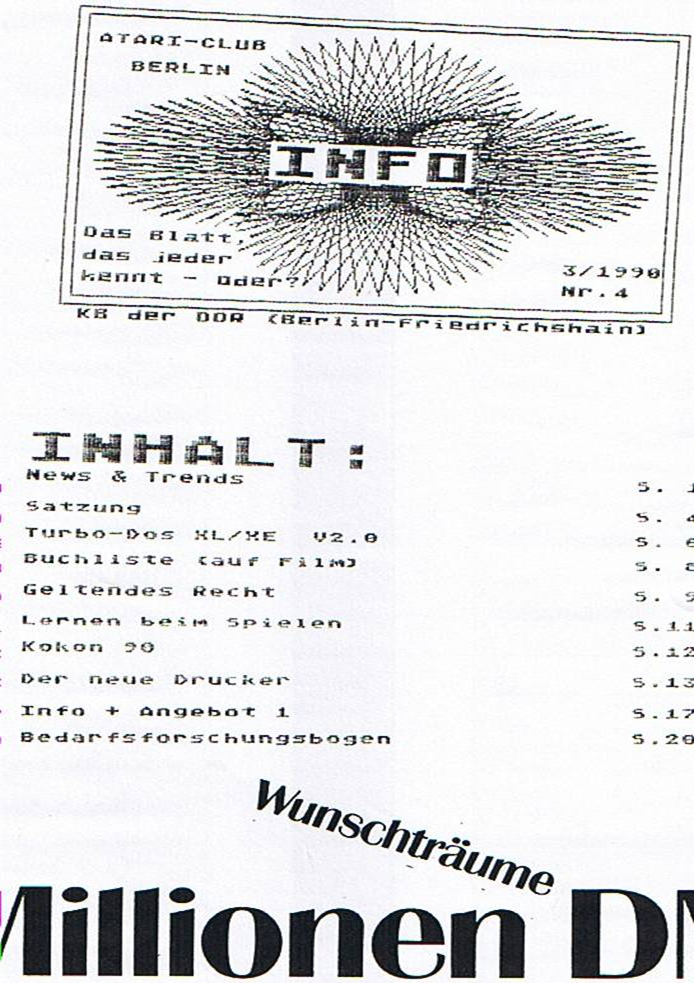 ATARI-CLUB
BERLIN
INFO
Das Blatt,
das jeder
kennt - Oder?
3/1990
Nr.4
KB der DDR (Berlin-Friedrichshain)
INHALT:
News & Trends S. 1
Satzung S. 4
Turbo-Dos XL/XE V2.0 S. 6
Buchliste (auf Film) S. 8
Geltendes Recht S. 9
Lernen beim Spielen S.11
Kokon 90 S.12
Der neue Drucker S.13
Info + Angebot 1 S.17
Bedarfsforschungsbogen S.20
Wunschträume
Millionen DM